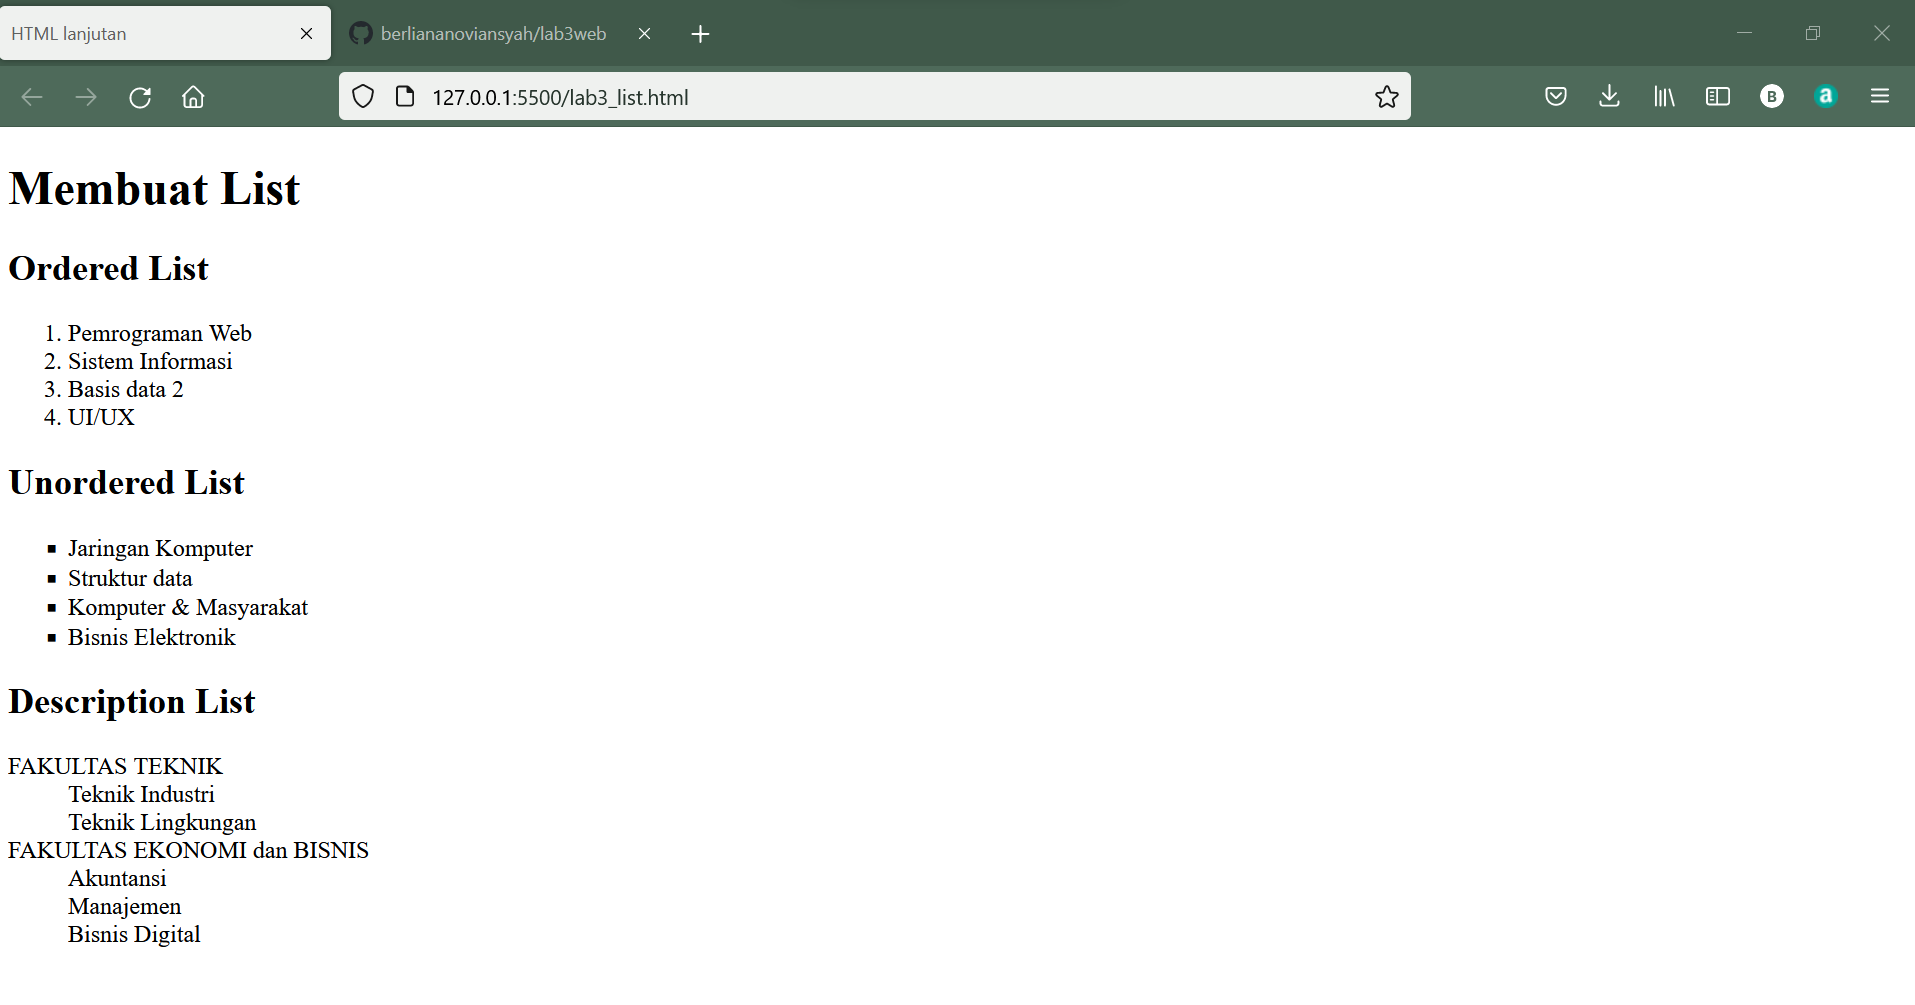 HTML lanjutan
berliananoviansyah/lab3web
127.0.0.1:5500/lab3_list.html
B
a
Membuat List
Ordered List
1. Pemrograman Web
2. Sistem Informasi
3. Basis data 2
4. UI/UX
Unordered List
▪ Jaringan Komputer
▪ Struktur data
▪ Komputer & Masyarakat
▪ Bisnis Elektronik
Description List
FAKULTAS TEKNIK
Teknik Industri
Teknik Lingkungan
FAKULTAS EKONOMI dan BISNIS
Akuntansi
Manajemen
Bisnis Digital